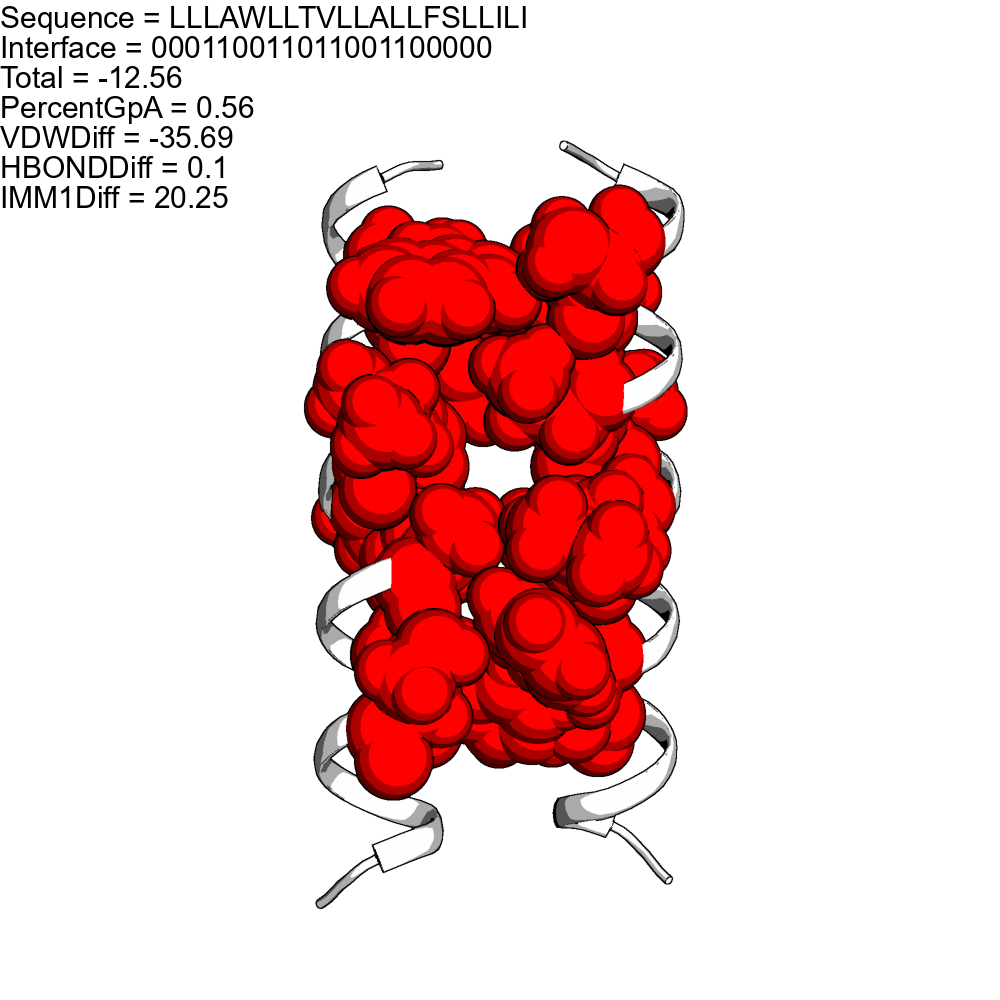 Sequence = LLLAWLLTVLLALLFSLLILI
Interface = 000110011011001100000
Total = -12.56
PercentGpA = 0.56
VDWDiff = -35.69
HBONDDiff = 0.1
IMM1Diff = 20.25